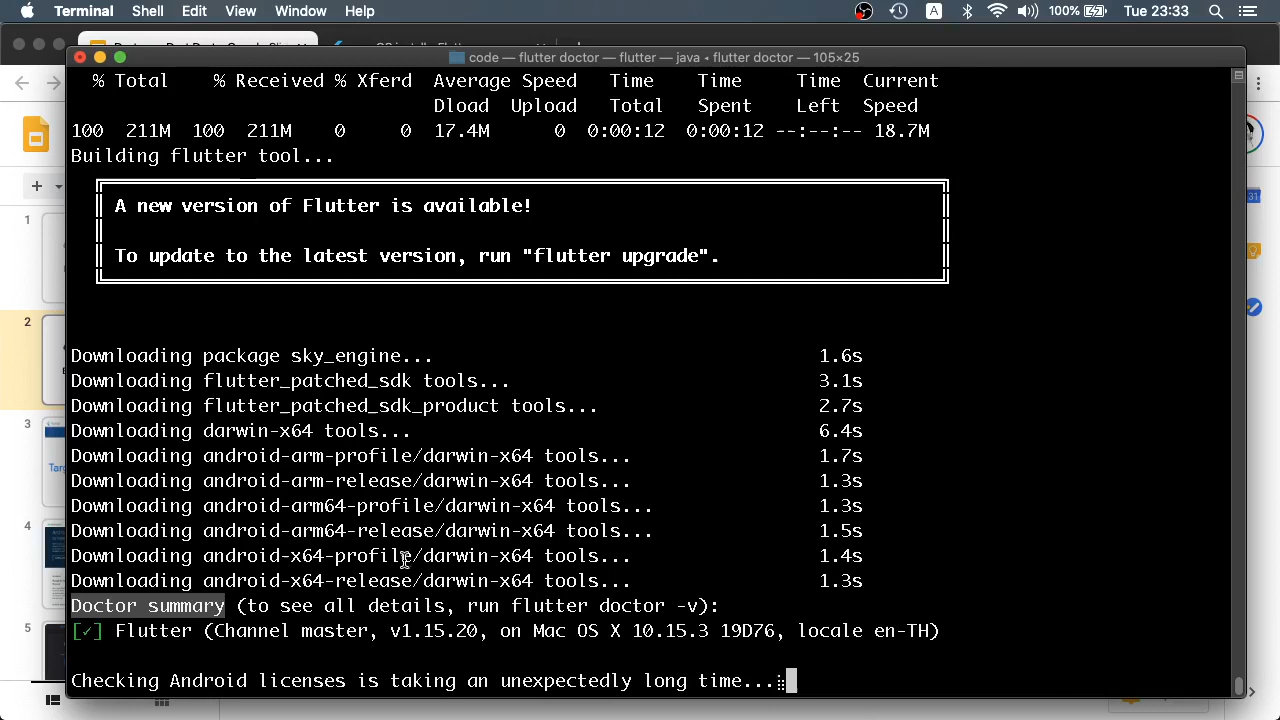 Terminal Shell Edit View Window Help A 100% Tue 23:33
code — flutter doctor — flutter — java ◂ flutter doctor — 105×25
% Total % Received % Xferd Average Speed Time Time Time Current
Dload Upload Total Spent Left Speed
100 211M 100 211M 0 0 17.4M 0 0:00:12 0:00:12 --:--:-- 18.7M
Building flutter tool...
A new version of Flutter is available!
To update to the latest version, run "flutter upgrade".
Downloading package sky_engine... 1.6s
Downloading flutter_patched_sdk tools... 3.1s
Downloading flutter_patched_sdk_product tools... 2.7s
Downloading darwin-x64 tools... 6.4s
Downloading android-arm-profile/darwin-x64 tools... 1.7s
Downloading android-arm-release/darwin-x64 tools... 1.3s
Downloading android-arm64-profile/darwin-x64 tools... 1.3s
Downloading android-arm64-release/darwin-x64 tools... 1.5s
Downloading android-x64-profile/darwin-x64 tools... 1.4s
Downloading android-x64-release/darwin-x64 tools... 1.3s
Doctor summary (to see all details, run flutter doctor -v):
[✓] Flutter (Channel master, v1.15.20, on Mac OS X 10.15.3 locale en-TH)
Checking Android licenses is taking an unexpectedly long time...
1
2
3
Targ
4
5
31